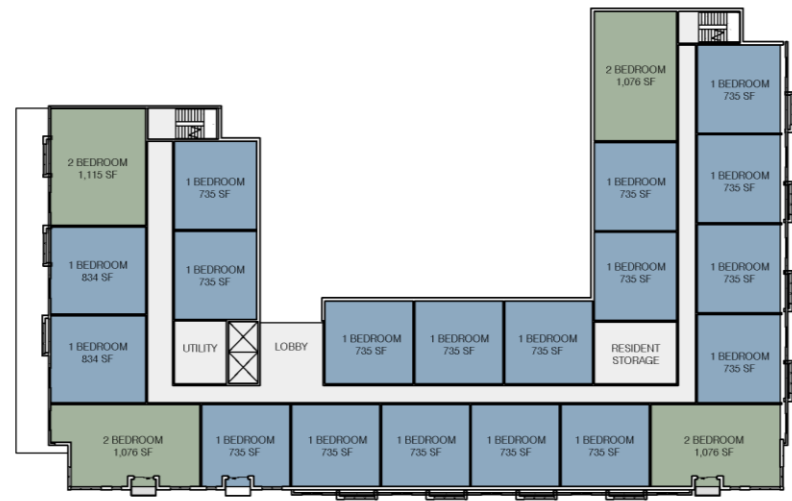 2 BEDROOM
1,076 SF
1 BEDROOM
735 SF
2 BEDROOM
1,115 SF
1 BEDROOM
735 SF
1 BEDROOM
735 SF
1 BEDROOM
735 SF
1 BEDROOM
834 SF
1 BEDROOM
735 SF
1 BEDROOM
735 SF
1 BEDROOM
735 SF
1 BEDROOM
834 SF
UTILITY
LOBBY
1 BEDROOM
735 SF
1 BEDROOM
735 SF
1 BEDROOM
735 SF
RESIDENT
STORAGE
1 BEDROOM
735 SF
2 BEDROOM
1,076 SF
1 BEDROOM
735 SF
1 BEDROOM
735 SF
1 BEDROOM
735 SF
1 BEDROOM
735 SF
1 BEDROOM
735 SF
2 BEDROOM
1,076 SF